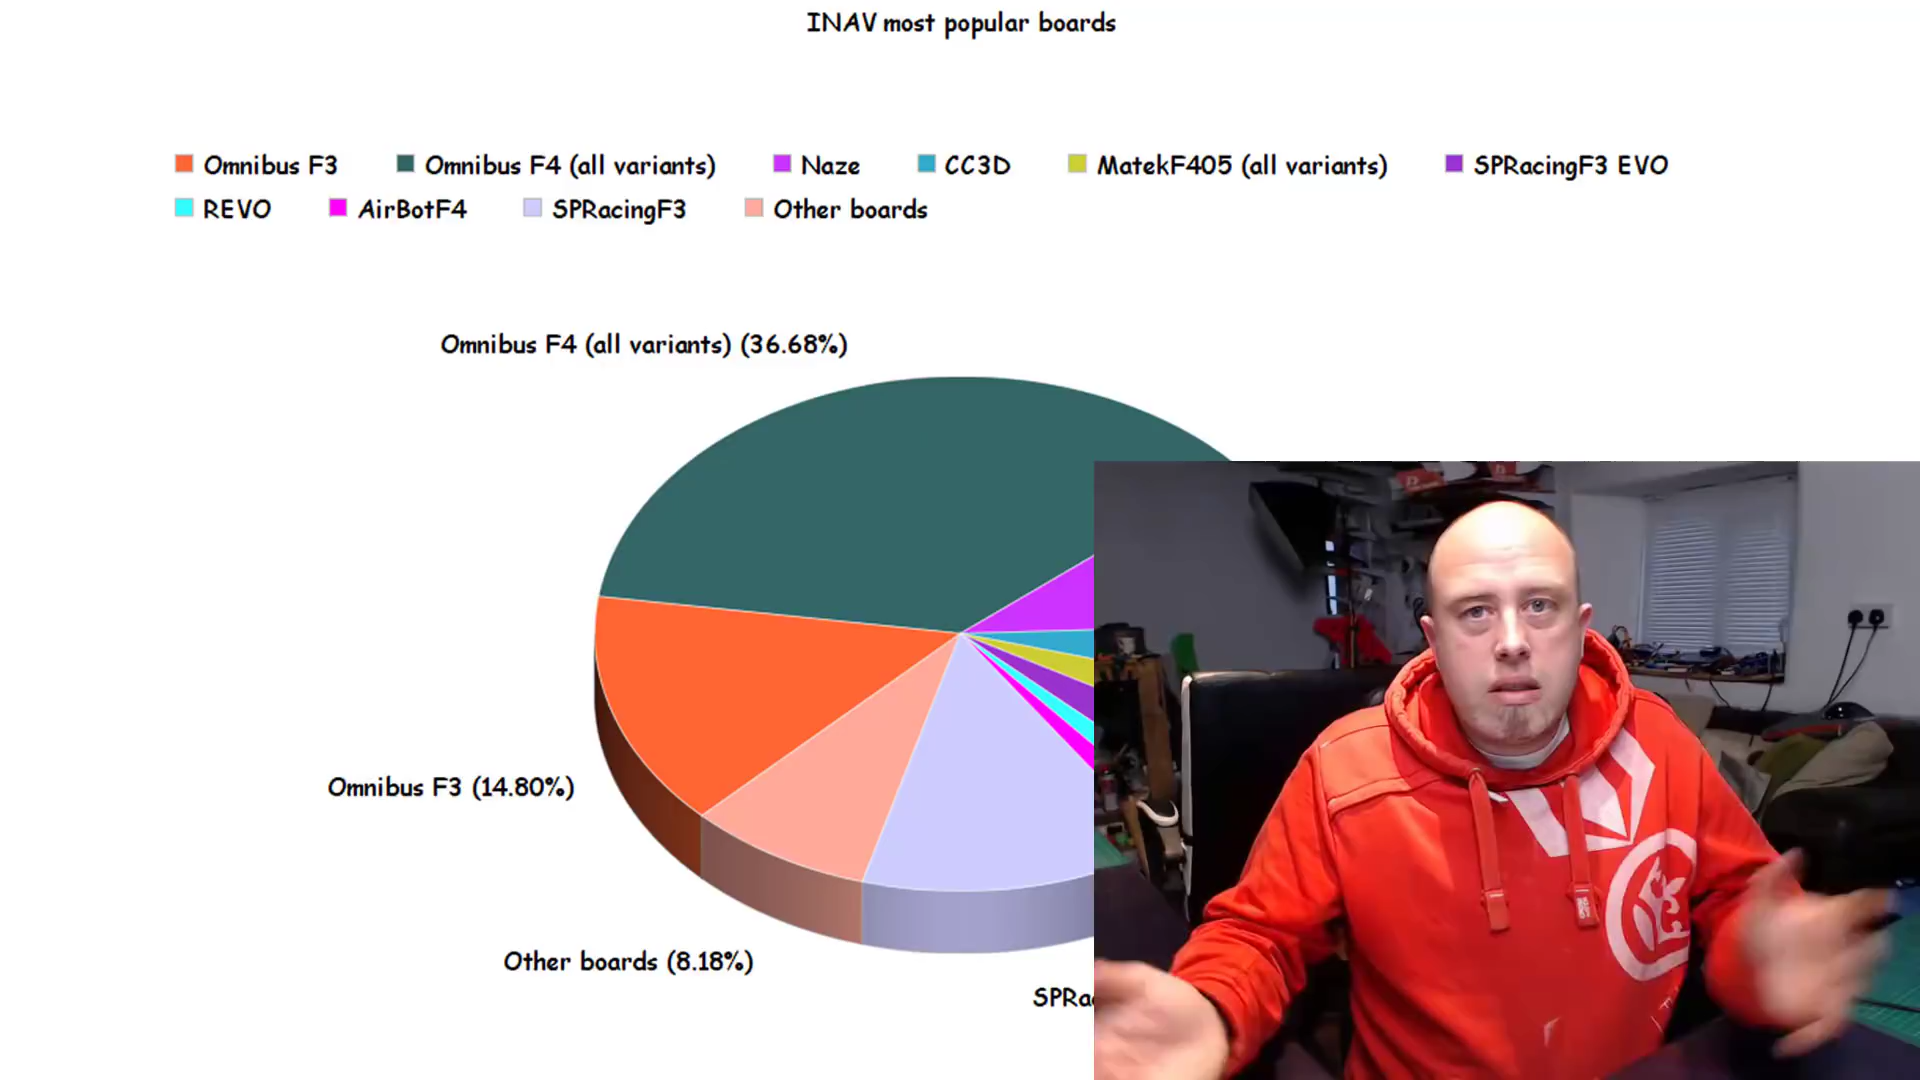 INAV most popular boards
Omnibus F3 Omnibus F4 (all variants) Naze CC3D MatekF405 (all variants) SPRacingF3 EVO
REVO AirBotF4 SPRacingF3 Other boards
Omnibus F4 (all variants) (36.68%)
Omnibus F3 (14.80%)
Other boards (8.18%)